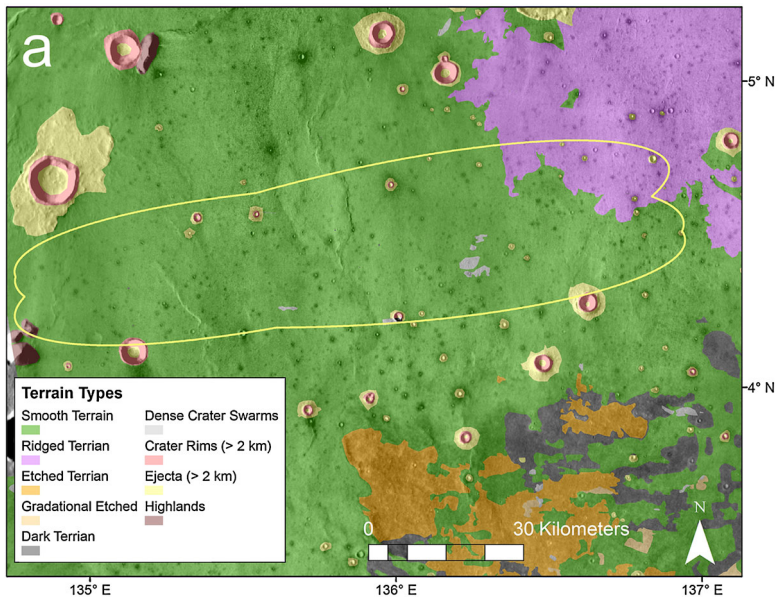 a
5° N
4° N
Terrain Types
Smooth Terrain
Ridged Terrian
Etched Terrian
Gradational Etched
Dark Terrian
Dense Crater Swarms
Crater Rims (> 2 km)
Ejecta (> 2 km)
Highlands
0 30 Kilometers
N
135° E 136° E 137° E